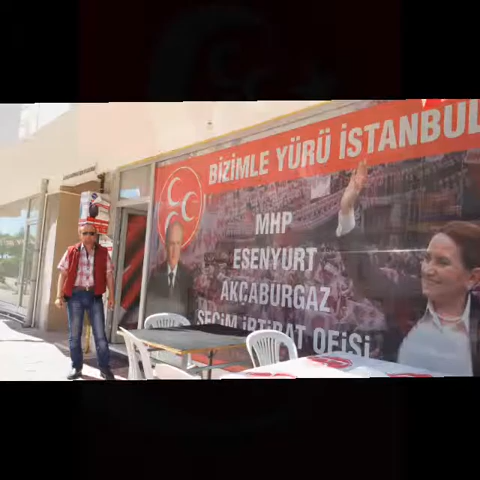 BİZİMLE YÜRÜ İSTANBUL
MHP
ESENYURT
AKÇABURGAZ
SEÇİM İRTİBAT OFİSİ